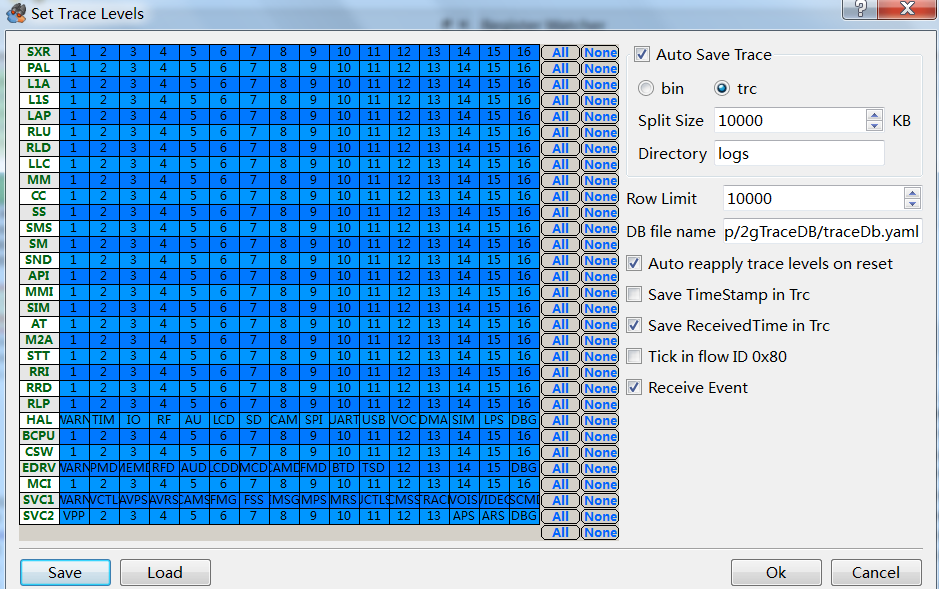 Set Trace Levels
SXR 1 2 3 4 5 6 7 8 9 10 11 12 13 14 15 16 All None
PAL 1 2 3 4 5 6 7 8 9 10 11 12 13 14 15 16 All None
L1A 1 2 3 4 5 6 7 8 9 10 11 12 13 14 15 16 All None
L1S 1 2 3 4 5 6 7 8 9 10 11 12 13 14 15 16 All None
LAP 1 2 3 4 5 6 7 8 9 10 11 12 13 14 15 16 All None
RLU 1 2 3 4 5 6 7 8 9 10 11 12 13 14 15 16 All None
RLD 1 2 3 4 5 6 7 8 9 10 11 12 13 14 15 16 All None
LLC 1 2 3 4 5 6 7 8 9 10 11 12 13 14 15 16 All None
MM 1 2 3 4 5 6 7 8 9 10 11 12 13 14 15 16 All None
CC 1 2 3 4 5 6 7 8 9 10 11 12 13 14 15 16 All None
SS 1 2 3 4 5 6 7 8 9 10 11 12 13 14 15 16 All None
SMS 1 2 3 4 5 6 7 8 9 10 11 12 13 14 15 16 All None
SM 1 2 3 4 5 6 7 8 9 10 11 12 13 14 15 16 All None
SND 1 2 3 4 5 6 7 8 9 10 11 12 13 14 15 16 All None
API 1 2 3 4 5 6 7 8 9 10 11 12 13 14 15 16 All None
MMI 1 2 3 4 5 6 7 8 9 10 11 12 13 14 15 16 All None
SIM 1 2 3 4 5 6 7 8 9 10 11 12 13 14 15 16 All None
AT 1 2 3 4 5 6 7 8 9 10 11 12 13 14 15 16 All None
M2A 1 2 3 4 5 6 7 8 9 10 11 12 13 14 15 16 All None
STT 1 2 3 4 5 6 7 8 9 10 11 12 13 14 15 16 All None
RRI 1 2 3 4 5 6 7 8 9 10 11 12 13 14 15 16 All None
RRD 1 2 3 4 5 6 7 8 9 10 11 12 13 14 15 16 All None
RLP 1 2 3 4 5 6 7 8 9 10 11 12 13 14 15 16 All None
HAL WARN TIM IO RF AU LCD SD CAM SPI UART USB VOC DMA SIM LPS DBG All None
BCPU 1 2 3 4 5 6 7 8 9 10 11 12 13 14 15 16 All None
CSW 1 2 3 4 5 6 7 8 9 10 11 12 13 14 15 16 All None
EDRV WARN PMD MEMD RFD AUD LCDD MCD CAMD FMD BTD TSD 12 13 14 15 DBG All None
MCI 1 2 3 4 5 6 7 8 9 10 11 12 13 14 15 16 All None
SVC1 WARN VCTL AVPS AVRS CAMS FMG FSS IMSG MPS MRS UCTLS EMSS TRAC VOIS VIDEO SCMI All None
SVC2 VPP 2 3 4 5 6 7 8 9 10 11 12 13 APS ARS DBG All None
All None
Auto Save Trace
bin trc
Split Size 10000 KB
Directory logs
Row Limit 10000
DB file name p/2gTraceDB/traceDb.yaml
Auto reapply trace levels on reset
Save TimeStamp in Trc
Save ReceivedTime in Trc
Tick in flow ID 0x80
Receive Event
Save Load Ok Cancel